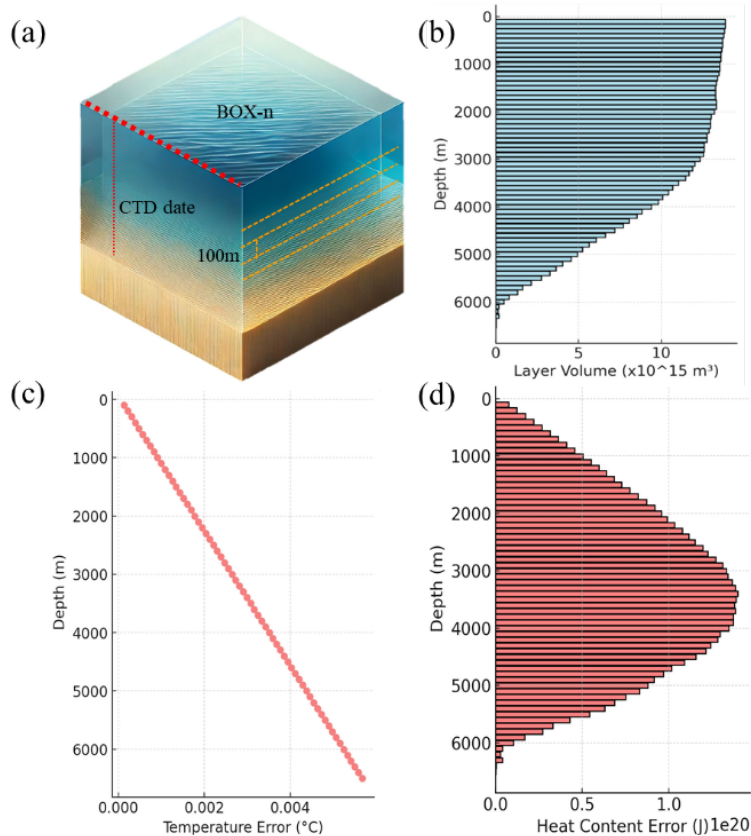 (a)
BOX-n
CTD date
100m
(b)
0
1000
2000
3000
4000
5000
6000
Depth (m)
0
5
10
Layer Volume (x10^15 m³)
(c)
0
1000
2000
3000
4000
5000
6000
Depth (m)
0.000
0.002
0.004
Temperature Error (°C)
(d)
0
1000
2000
3000
4000
5000
6000
Depth (m)
0.0
0.5
1.0
Heat Content Error (J)
1e20